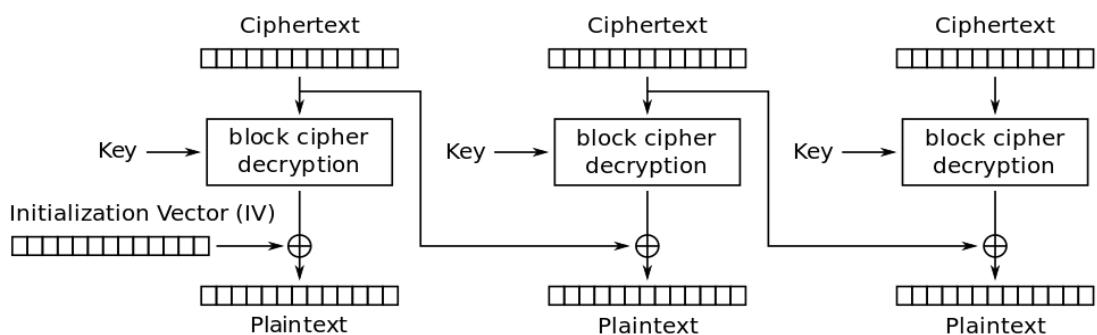 Ciphertext
Ciphertext
Ciphertext
Key
block cipher
decryption
Key
block cipher
decryption
Key
block cipher
decryption
Initialization Vector (IV)
Plaintext
Plaintext
Plaintext